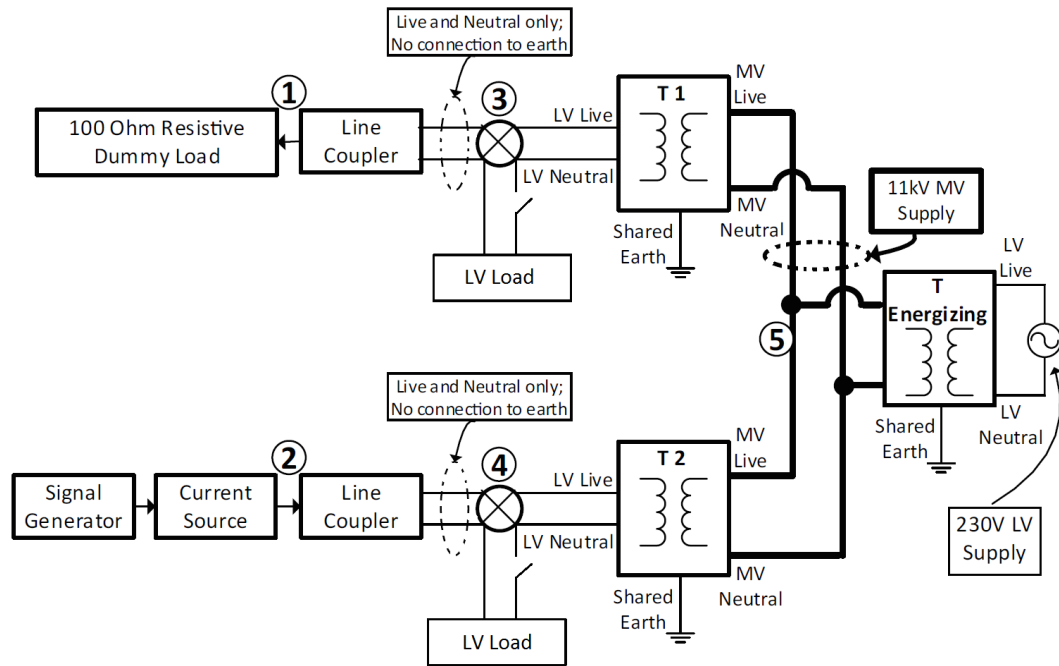 Live and Neutral only;
No connection to earth
1
3
100 Ohm Resistive
Dummy Load
Line
Coupler
LV Live
LV Neutral
T 1
MV
Live
MV
Neutral
Shared
Earth
LV Load
11kV MV
Supply
LV
Live
T
Energizing
5
Shared
Earth
LV
Neutral
230V LV
Supply
Live and Neutral only;
No connection to earth
2
4
Signal
Generator
Current
Source
Line
Coupler
LV Live
LV Neutral
T 2
MV
Live
MV
Neutral
Shared
Earth
LV Load